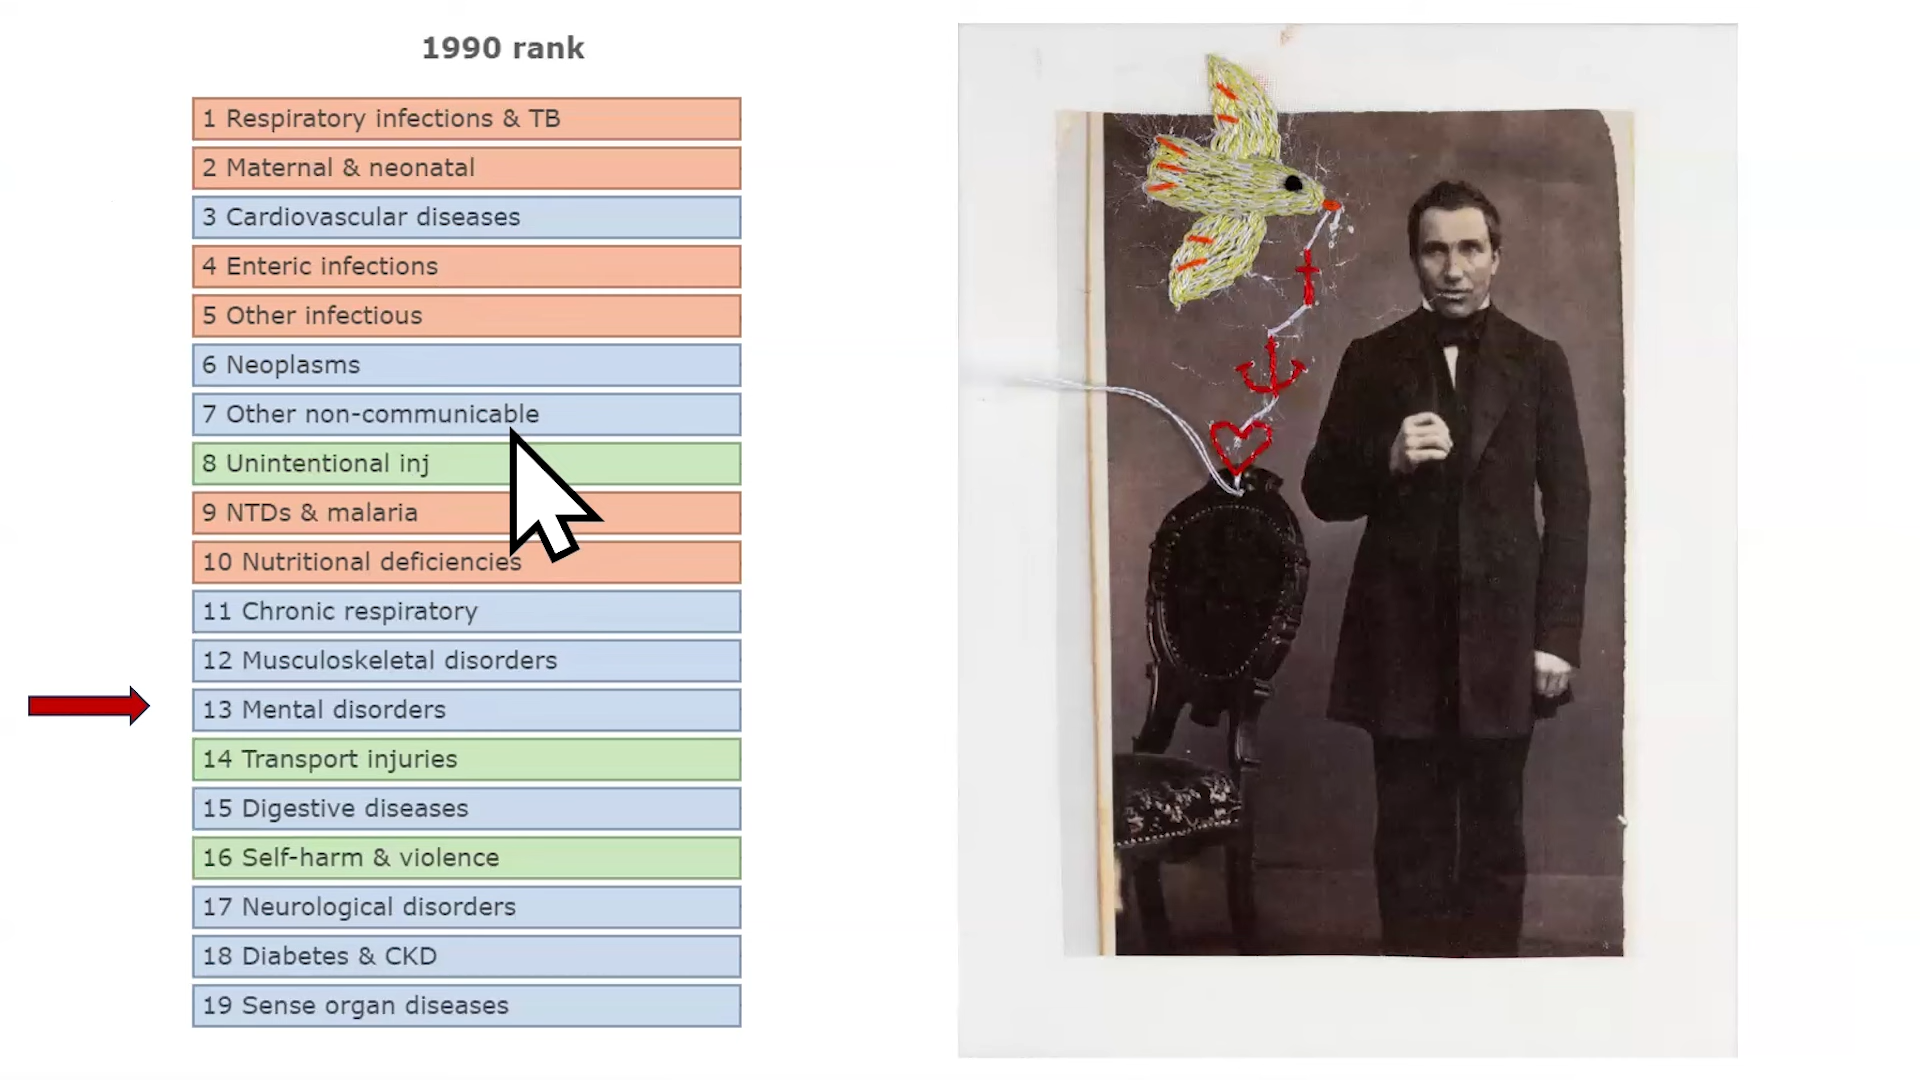 1990 rank
1 Respiratory infections & TB
2 Maternal & neonatal
3 Cardiovascular diseases
4 Enteric infections
5 Other infectious
6 Neoplasms
7 Other non-communicable
8 Unintentional inj
9 NTDs & malaria
10 Nutritional deficiencies
11 Chronic respiratory
12 Musculoskeletal disorders
13 Mental disorders
14 Transport injuries
15 Digestive diseases
16 Self-harm & violence
17 Neurological disorders
18 Diabetes & CKD
19 Sense organ diseases